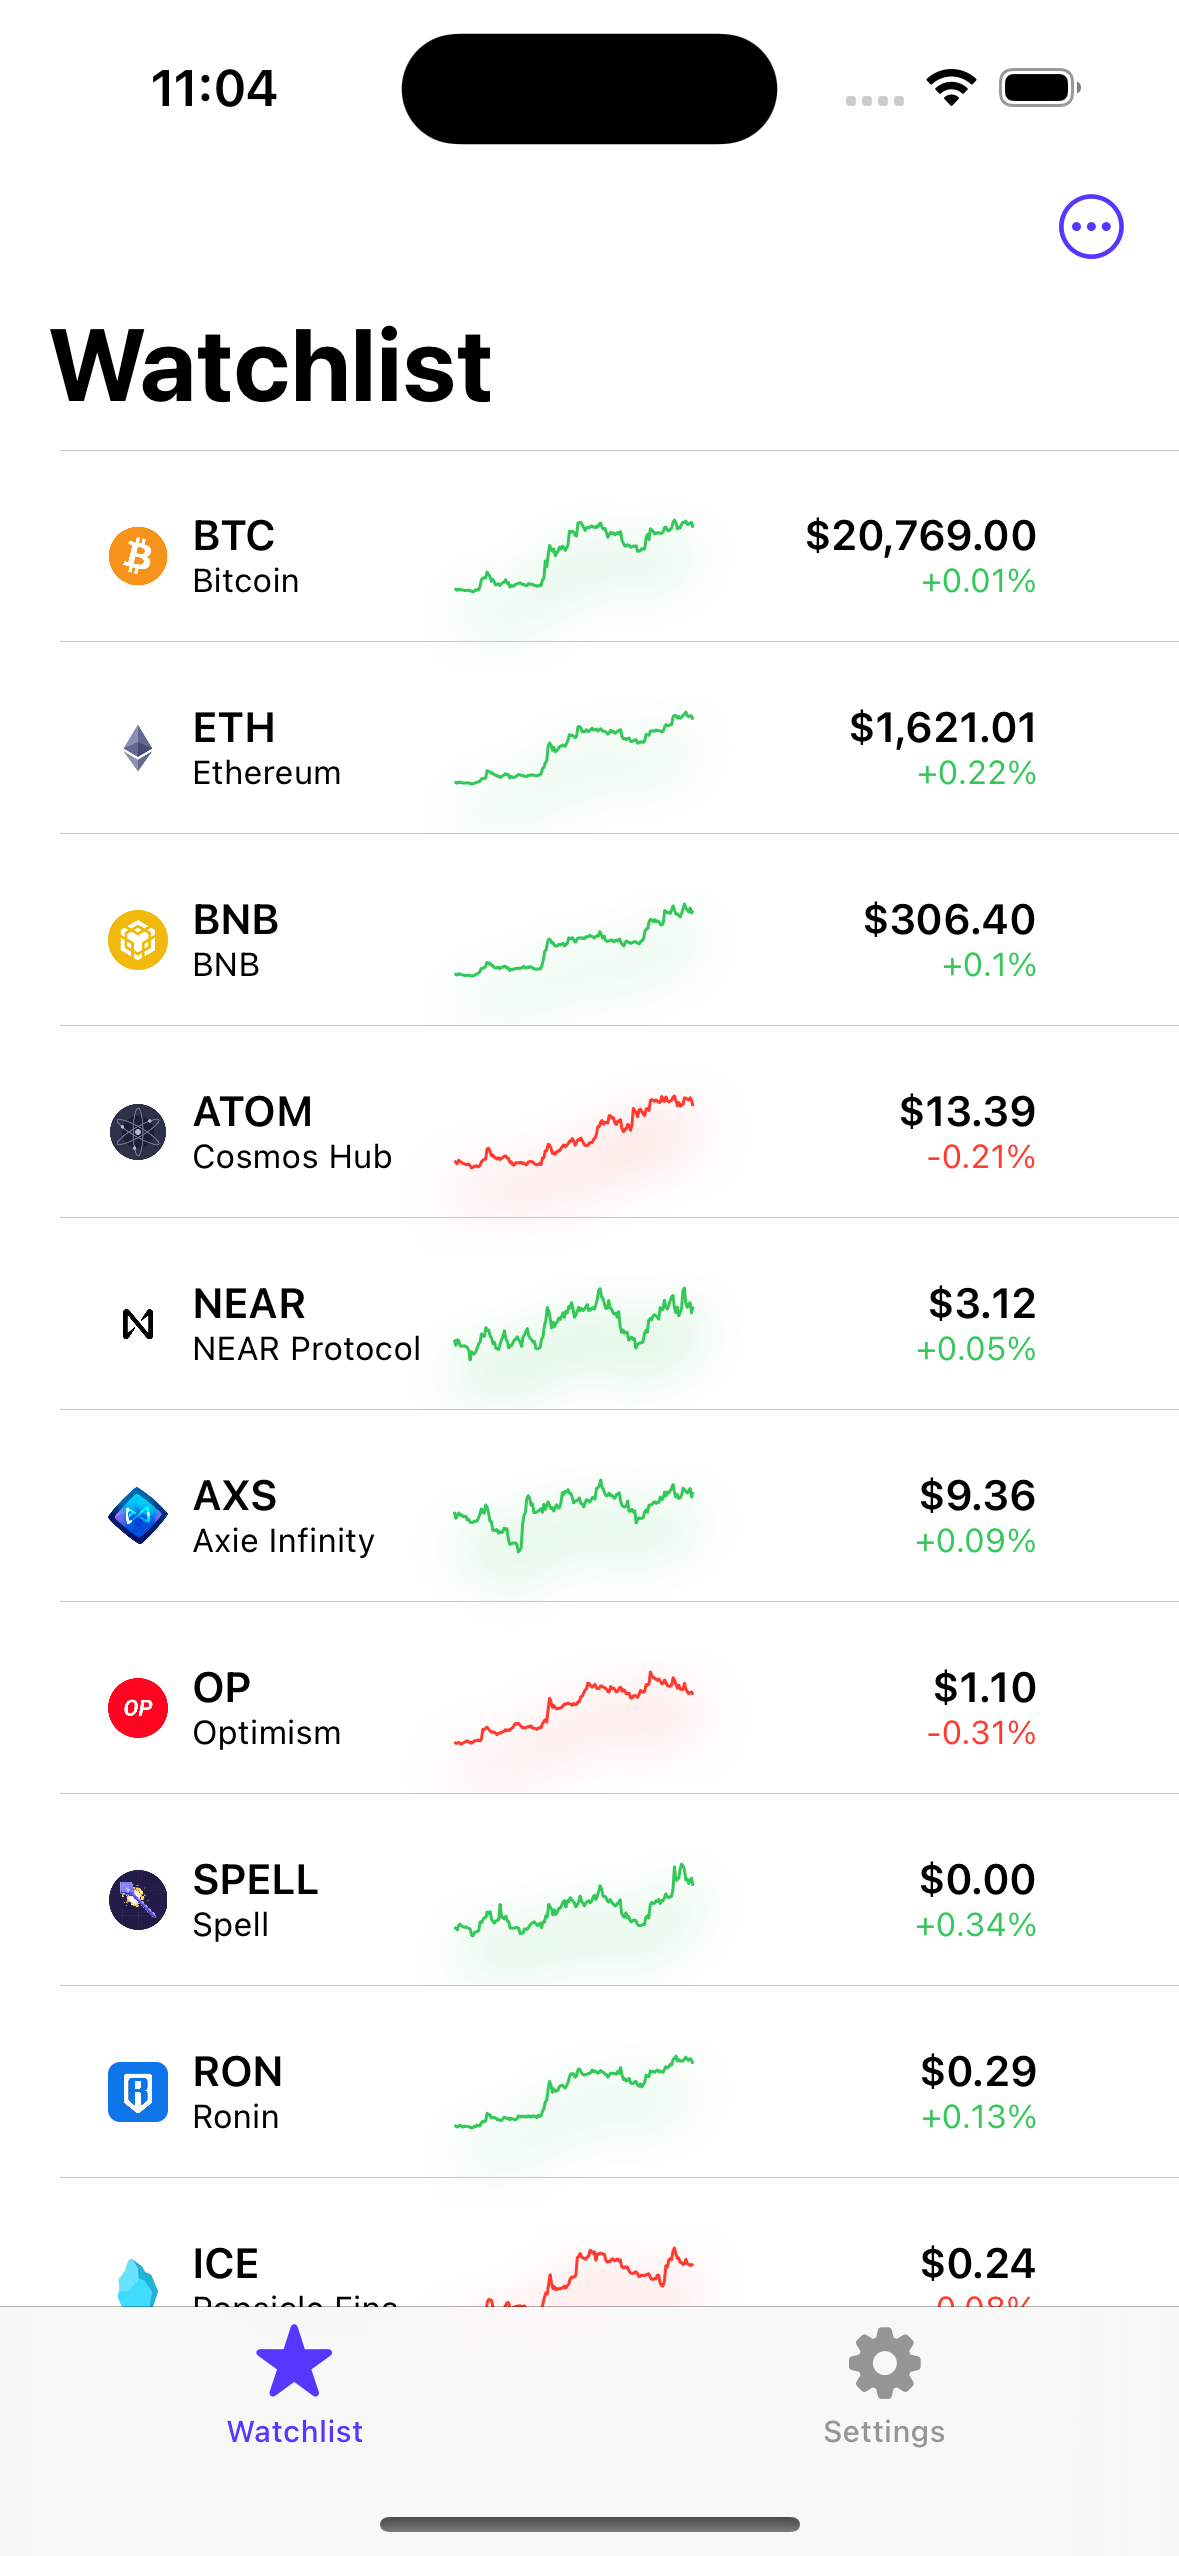 11:04
Watchlist
BTC
Bitcoin
$20,769.00
+0.01%
ETH
Ethereum
$1,621.01
+0.22%
BNB
BNB
$306.40
+0.1%
ATOM
Cosmos Hub
$13.39
-0.21%
NEAR
NEAR Protocol
$3.12
+0.05%
AXS
Axie Infinity
$9.36
+0.09%
OP
OP
Optimism
$1.10
-0.31%
SPELL
Spell
$0.00
+0.34%
RON
Ronin
$0.29
+0.13%
ICE
$0.24
Watchlist
Settings